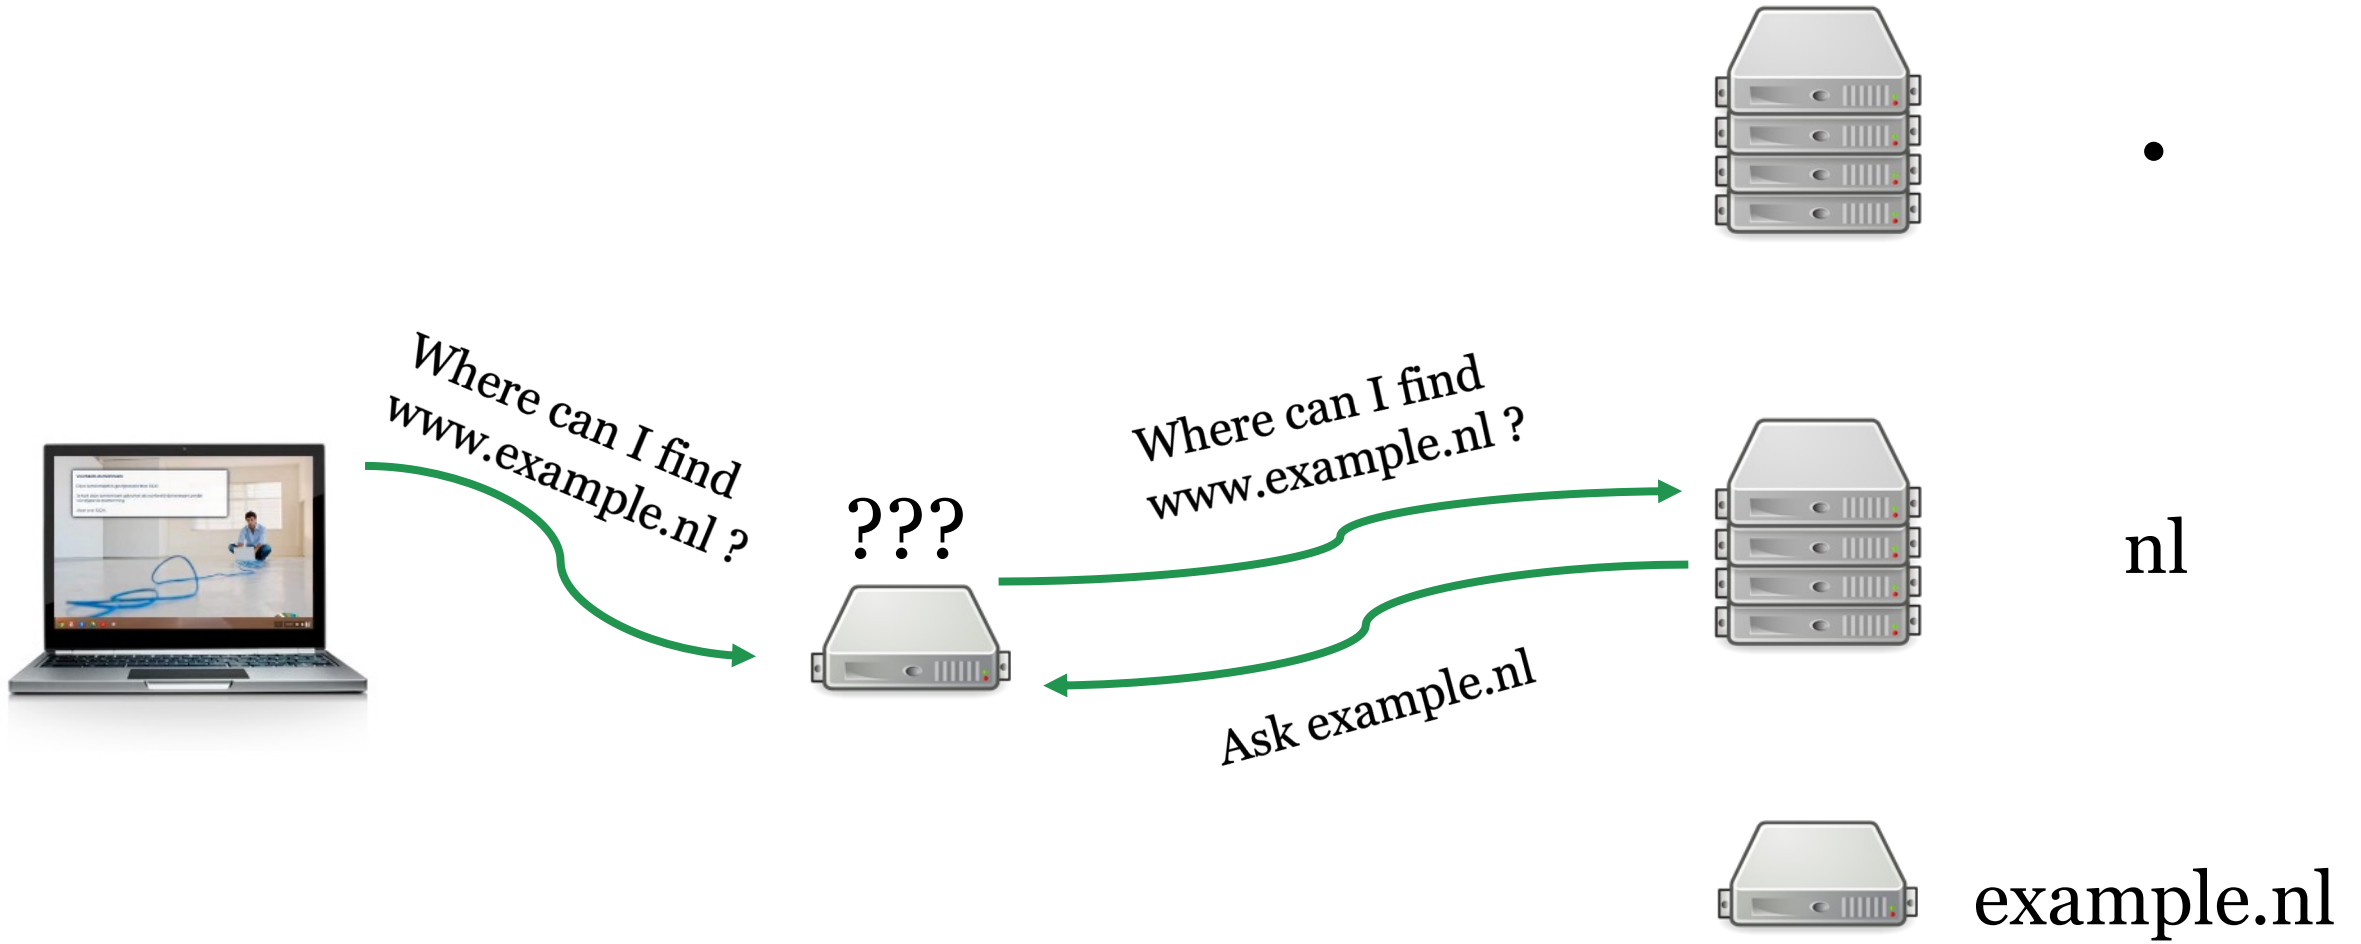 .
Where can I find
www.example.nl ?
Where can I find
www.example.nl ?
???
nl
Ask example.nl
example.nl